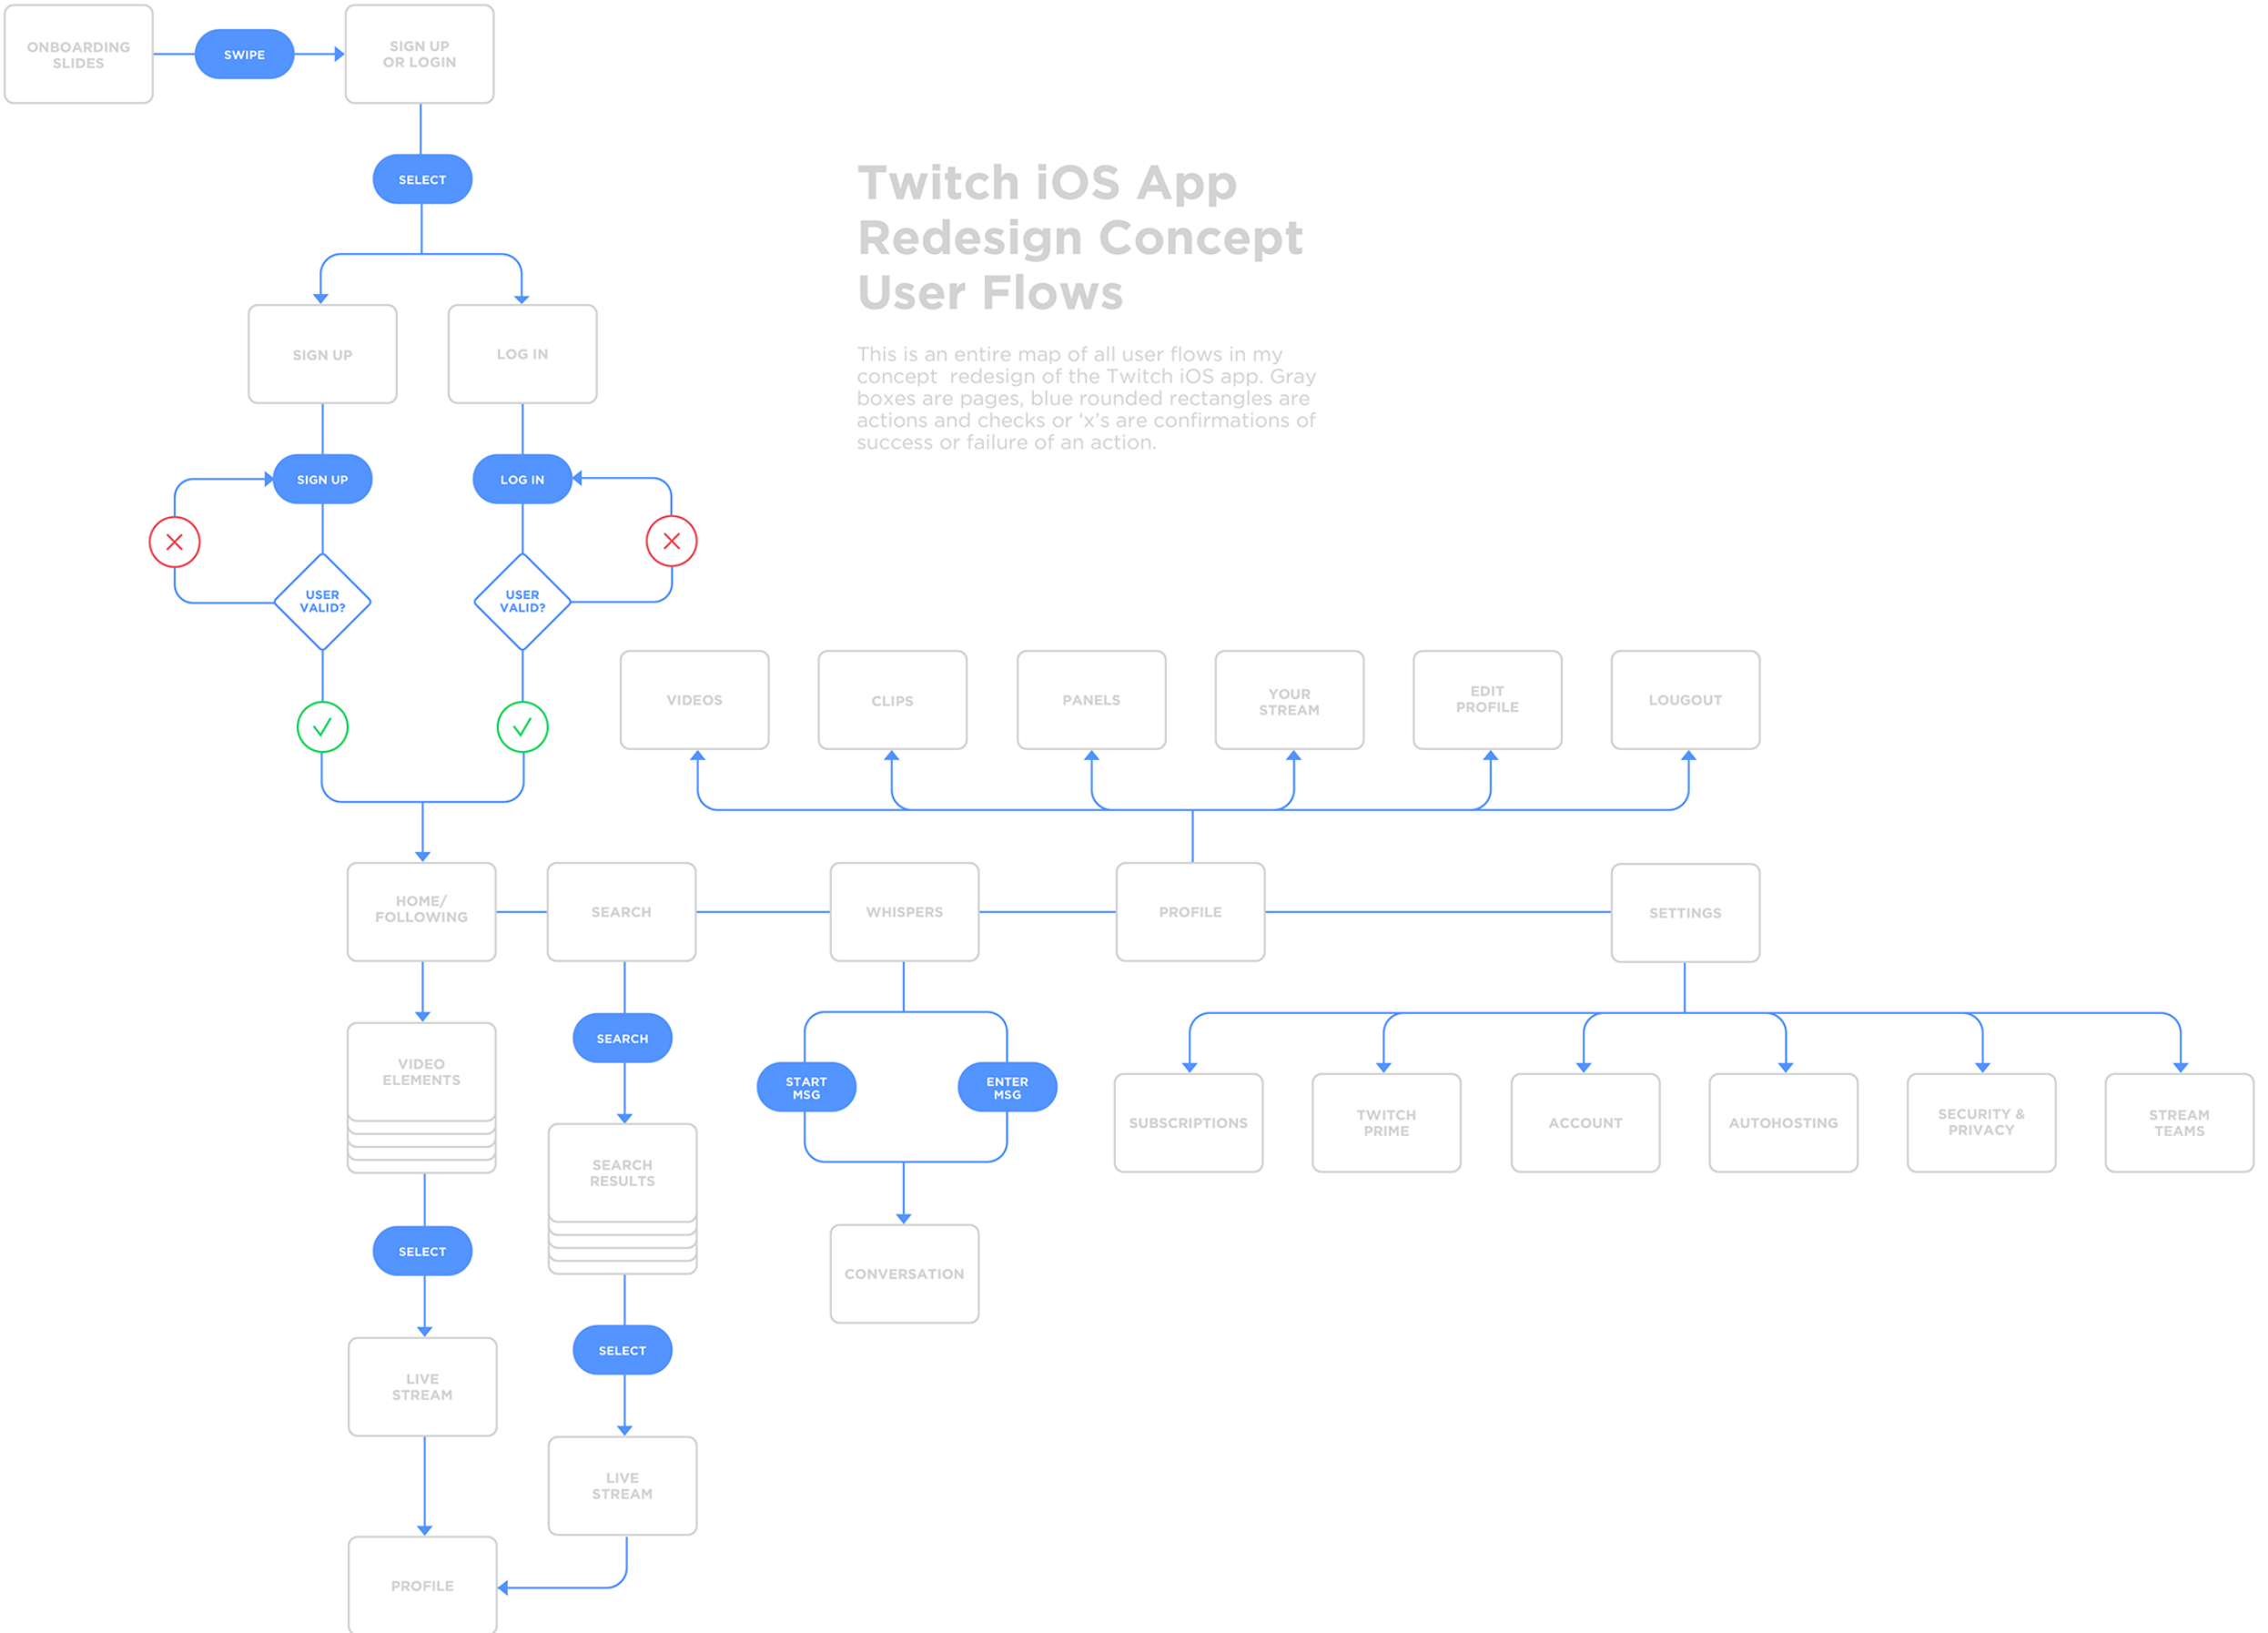 ONBOARDING
SLIDES
SWIPE
SIGN UP
OR LOGIN
SELECT
Twitch iOS App
Redesign Concept
User Flows
This is an entire map of all user flows in my
concept  redesign of the Twitch iOS app. Gray
boxes are pages, blue rounded rectangles are
actions and checks or ‘x’s are confirmations of
success or failure of an action.
SIGN UP
LOG IN
SIGN UP
LOG IN
USER
VALID?
USER
VALID?
VIDEOS
CLIPS
PANELS
YOUR
STREAM
EDIT
PROFILE
LOUGOUT
HOME/
FOLLOWING
SEARCH
WHISPERS
PROFILE
SETTINGS
VIDEO
ELEMENTS
SEARCH
START
MSG
ENTER
MSG
SUBSCRIPTIONS
TWITCH
PRIME
ACCOUNT
AUTOHOSTING
SECURITY &
PRIVACY
STREAM
TEAMS
SEARCH
RESULTS
SELECT
CONVERSATION
SELECT
LIVE
STREAM
LIVE
STREAM
PROFILE